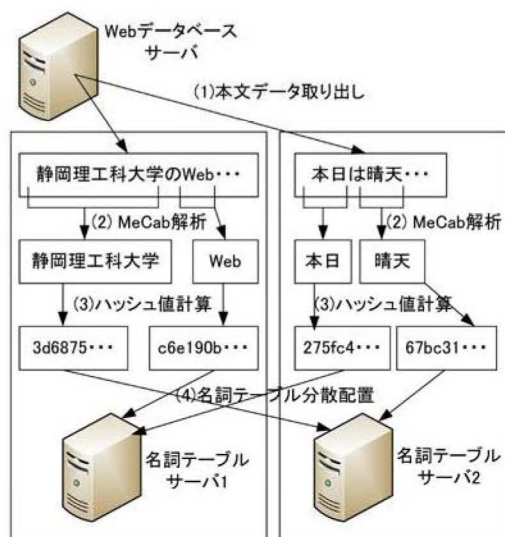 Webデータベース
サーバ
(1)本文データ取り出し
静岡理工科大学のWeb・・・
本日は晴天・・・
(2) MeCab解析
(2) MeCab解析
静岡理工科大学
Web
本日
晴天
(3)ハッシュ値計算
(3)ハッシュ値計算
3d6875・・・
c6e190b・・・
275fc4・・・
67bc31・・・
(4)名詞テーブル分散配置
名詞テーブル
サーバ1
名詞テーブル
サーバ2